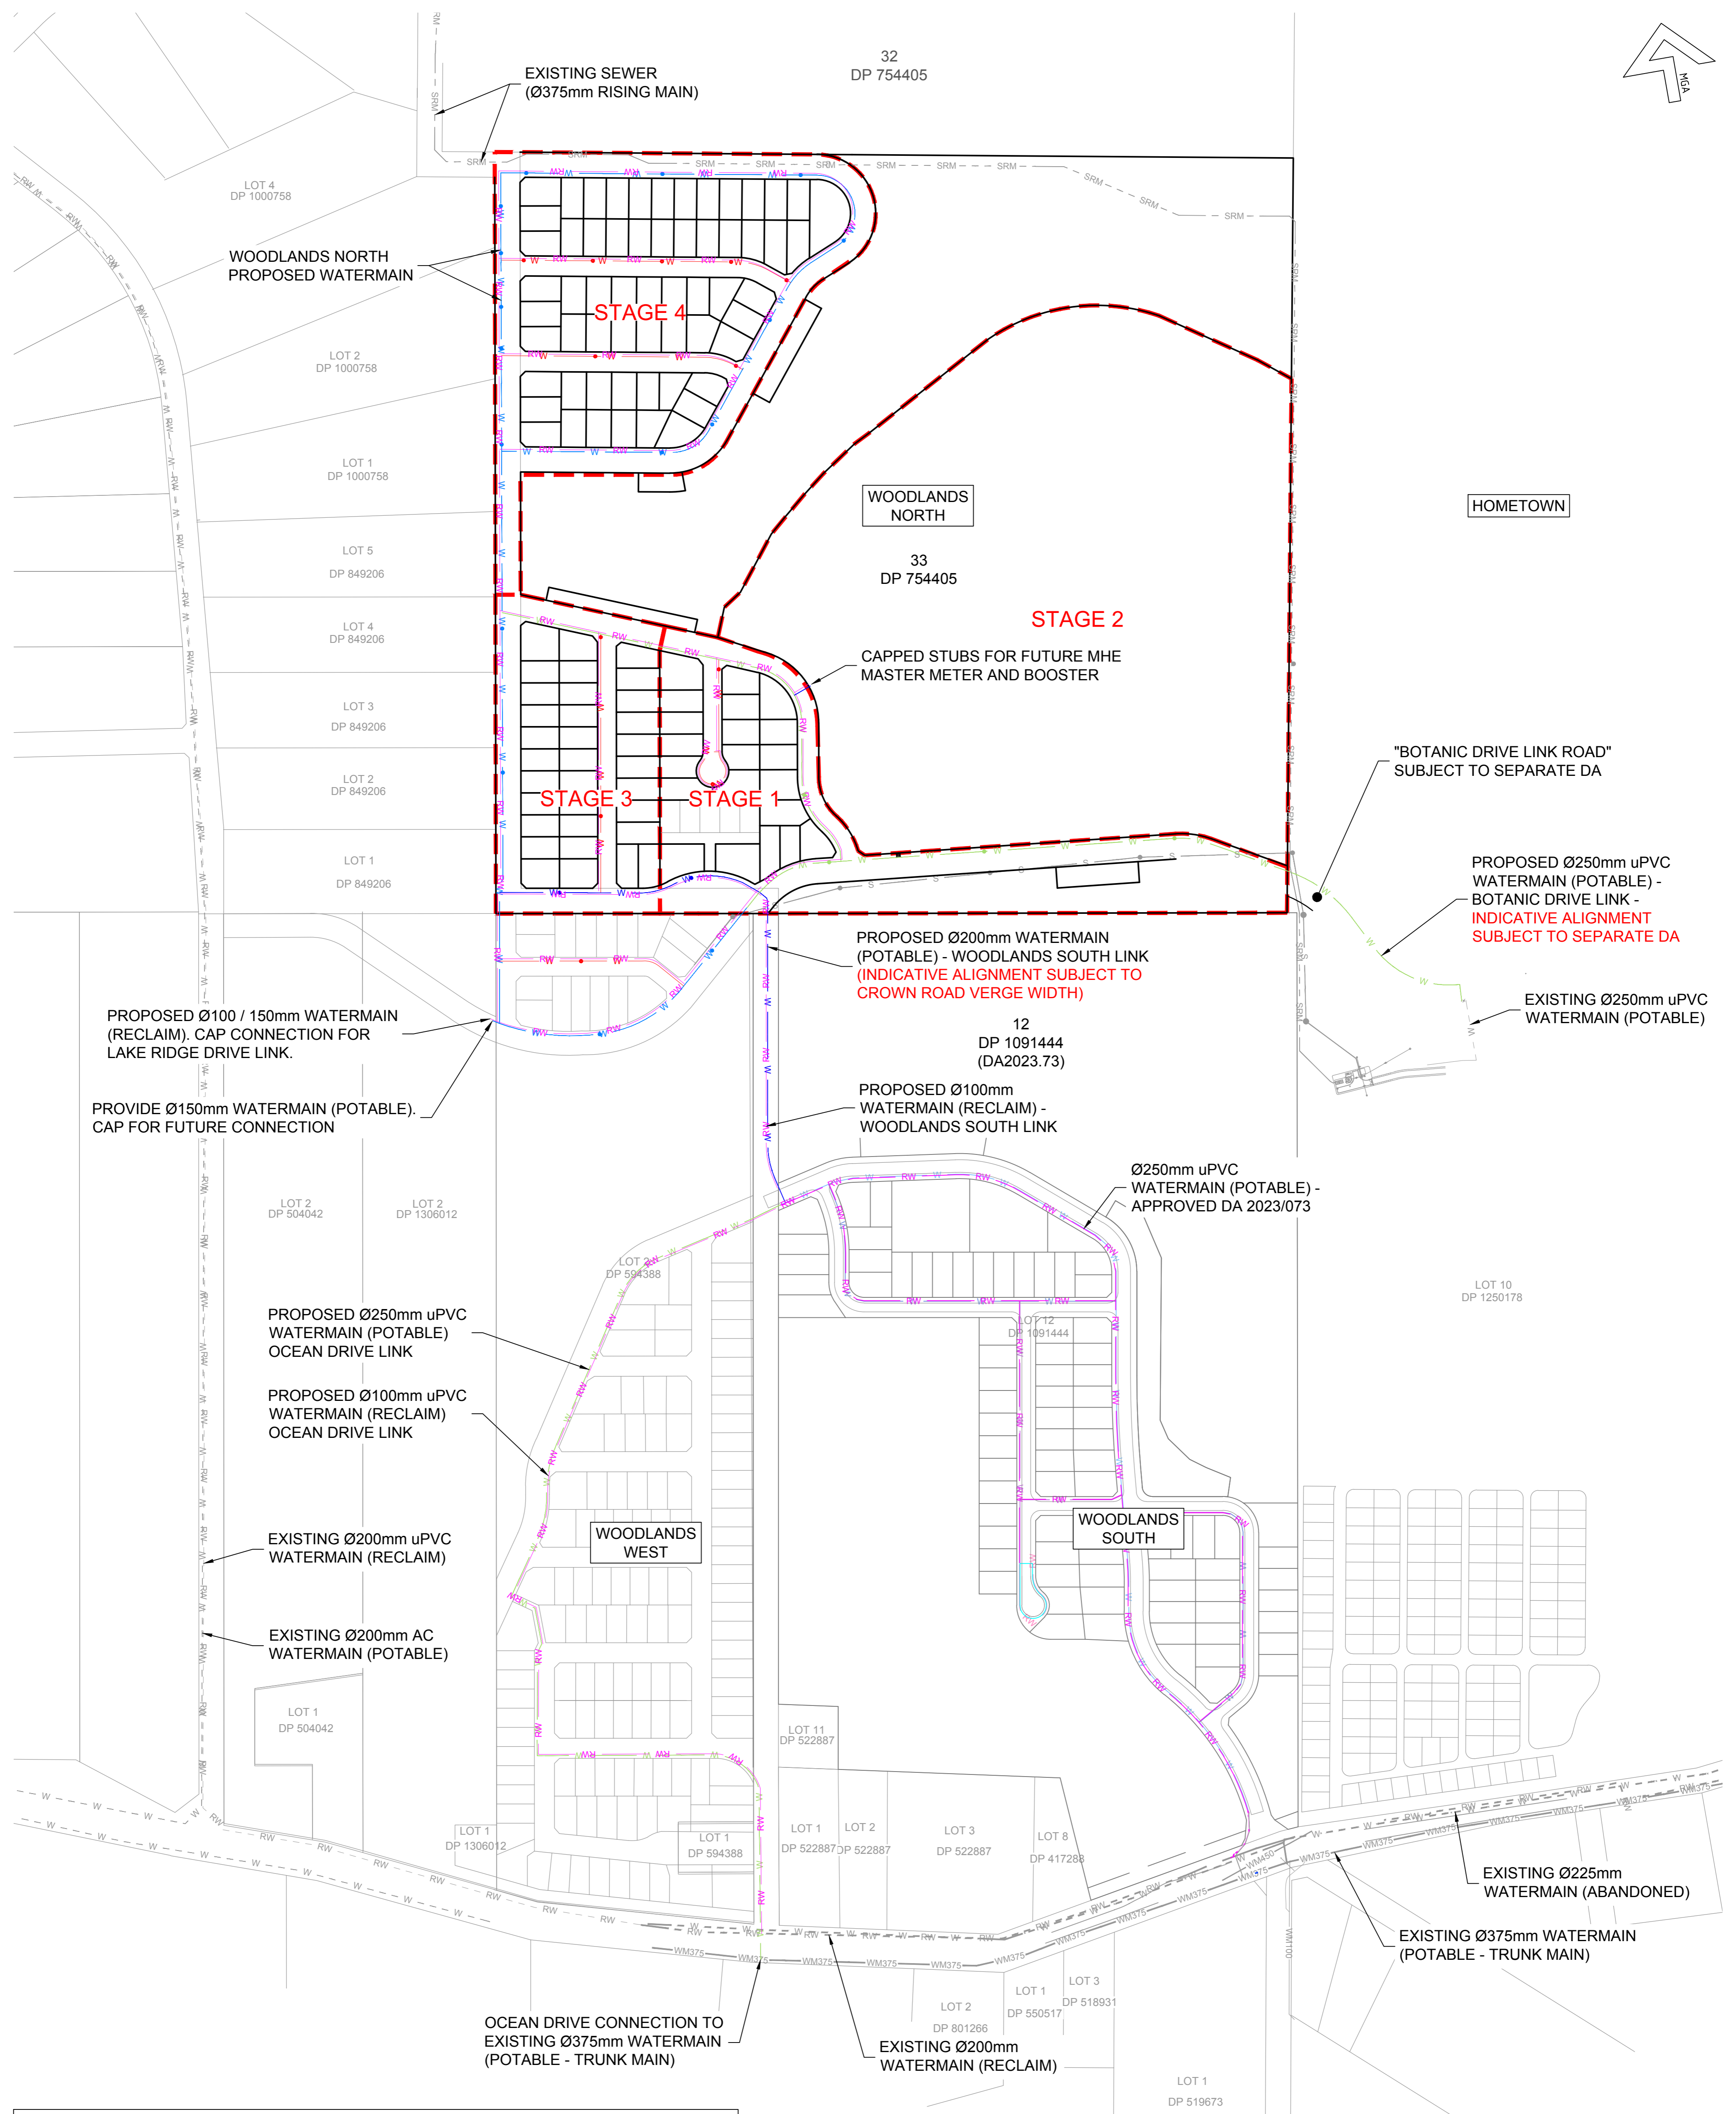 32
DP 754405
MGA
EXISTING SEWER
(Ø375mm RISING MAIN)
LOT 4
DP 1000758
WOODLANDS NORTH
PROPOSED WATERMAIN
STAGE 4
LOT 2
DP 1000758
LOT 1
DP 1000758
WOODLANDS
NORTH
HOMETOWN
LOT 5
DP 849206
33
DP 754405
LOT 4
DP 849206
STAGE 2
CAPPED STUBS FOR FUTURE MHE
MASTER METER AND BOOSTER
LOT 3
DP 849206
"BOTANIC DRIVE LINK ROAD"
SUBJECT TO SEPARATE DA
LOT 2
DP 849206
STAGE 3
STAGE 1
LOT 1
DP 849206
PROPOSED Ø250mm uPVC
WATERMAIN (POTABLE) -
BOTANIC DRIVE LINK -
INDICATIVE ALIGNMENT
SUBJECT TO SEPARATE DA
PROPOSED Ø200mm WATERMAIN
(POTABLE) - WOODLANDS SOUTH LINK
(INDICATIVE ALIGNMENT SUBJECT TO
CROWN ROAD VERGE WIDTH)
EXISTING Ø250mm uPVC
WATERMAIN (POTABLE)
PROPOSED Ø100 / 150mm WATERMAIN
(RECLAIM). CAP CONNECTION FOR
LAKE RIDGE DRIVE LINK.
12
DP 1091444
(DA2023.73)
PROVIDE Ø150mm WATERMAIN (POTABLE).
CAP FOR FUTURE CONNECTION
PROPOSED Ø100mm
WATERMAIN (RECLAIM) -
WOODLANDS SOUTH LINK
Ø250mm uPVC
WATERMAIN (POTABLE) -
APPROVED DA 2023/073
LOT 2
DP 504042
LOT 2
DP 1306012
LOT 2
DP 594388
LOT 10
DP 1250178
PROPOSED Ø250mm uPVC
WATERMAIN (POTABLE)
OCEAN DRIVE LINK
LOT 12
DP 1091444
PROPOSED Ø100mm uPVC
WATERMAIN (RECLAIM)
OCEAN DRIVE LINK
WOODLANDS
WEST
WOODLANDS
SOUTH
EXISTING Ø200mm uPVC
WATERMAIN (RECLAIM)
EXISTING Ø200mm AC
WATERMAIN (POTABLE)
LOT 1
DP 504042
LOT 11
DP 522887
LOT 1
DP 1306012
LOT 1
DP 594388
LOT 1
DP 522887
LOT 2
DP 522887
LOT 3
DP 522887
LOT 8
DP 417288
EXISTING Ø225mm
WATERMAIN (ABANDONED)
EXISTING Ø375mm WATERMAIN
(POTABLE - TRUNK MAIN)
WM450
WM375
WM100
OCEAN DRIVE CONNECTION TO
EXISTING Ø375mm WATERMAIN
(POTABLE - TRUNK MAIN)
EXISTING Ø200mm
WATERMAIN (RECLAIM)
LOT 2
DP 801266
LOT 1
DP 550517
LOT 3
DP 518931
LOT 1
DP 519673